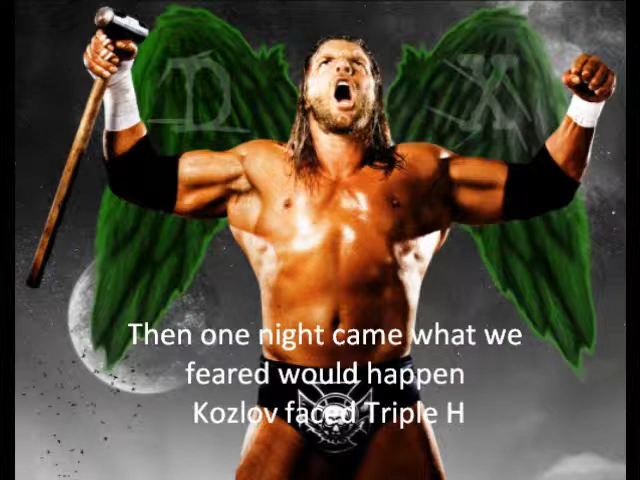 D X
Then one night came what we
feared would happen
Kozlov faced Triple H